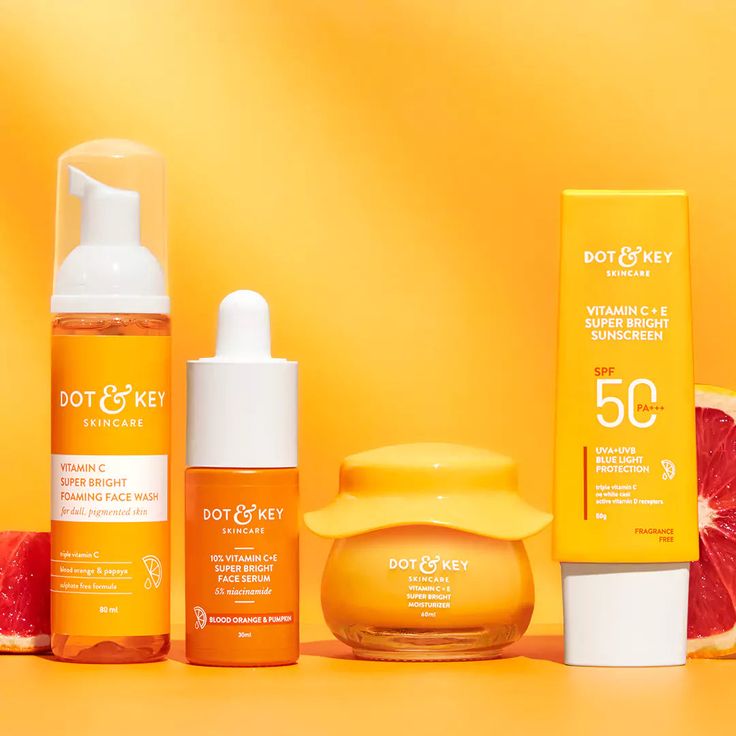 DOT & KEY
SKINCARE
VITAMIN C
SUPER BRIGHT
FOAMING FACE WASH
for dull, pigmented skin
triple vitamin C
blood orange & papaya
sulphate free formula
80 ml
DOT & KEY
SKINCARE
10% VITAMIN C+E
SUPER BRIGHT
FACE SERUM
5% niacinamide
BLOOD ORANGE & PUMPKIN
30ml
DOT & KEY
SKINCARE
VITAMIN C + E
SUPER BRIGHT
MOISTURIZER
60ml
DOT & KEY
SKINCARE
VITAMIN C + E
SUPER BRIGHT
SUNSCREEN
SPF
50 PA+++
UVA+UVB
BLUE LIGHT
PROTECTION
triple vitamin C
no white cast
active vitamin D receptors
50g
FRAGRANCE
FREE